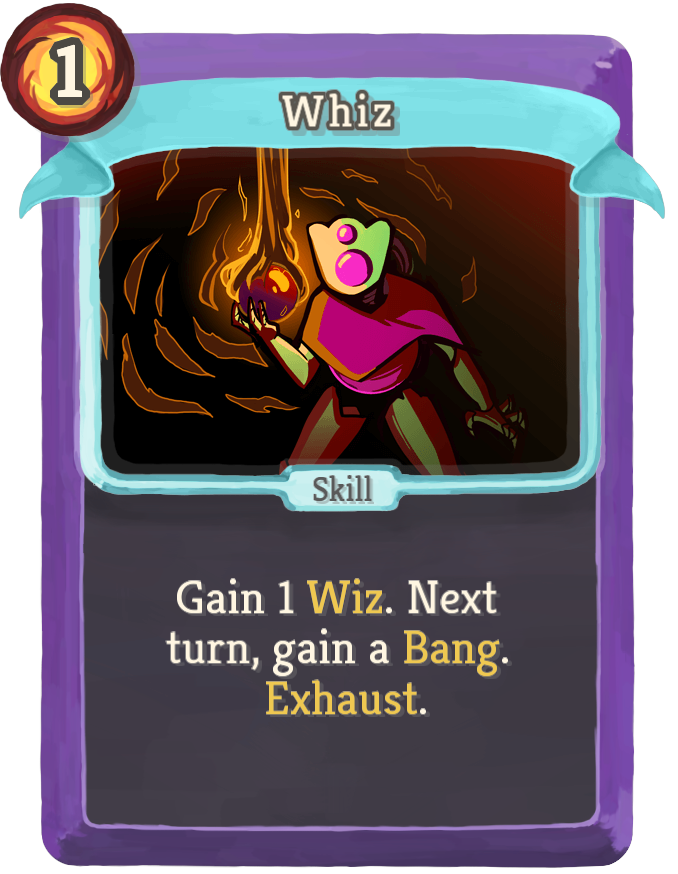 1
Whiz
Skill
Gain 1 Wiz. Next
turn, gain a Bang.
Exhaust.